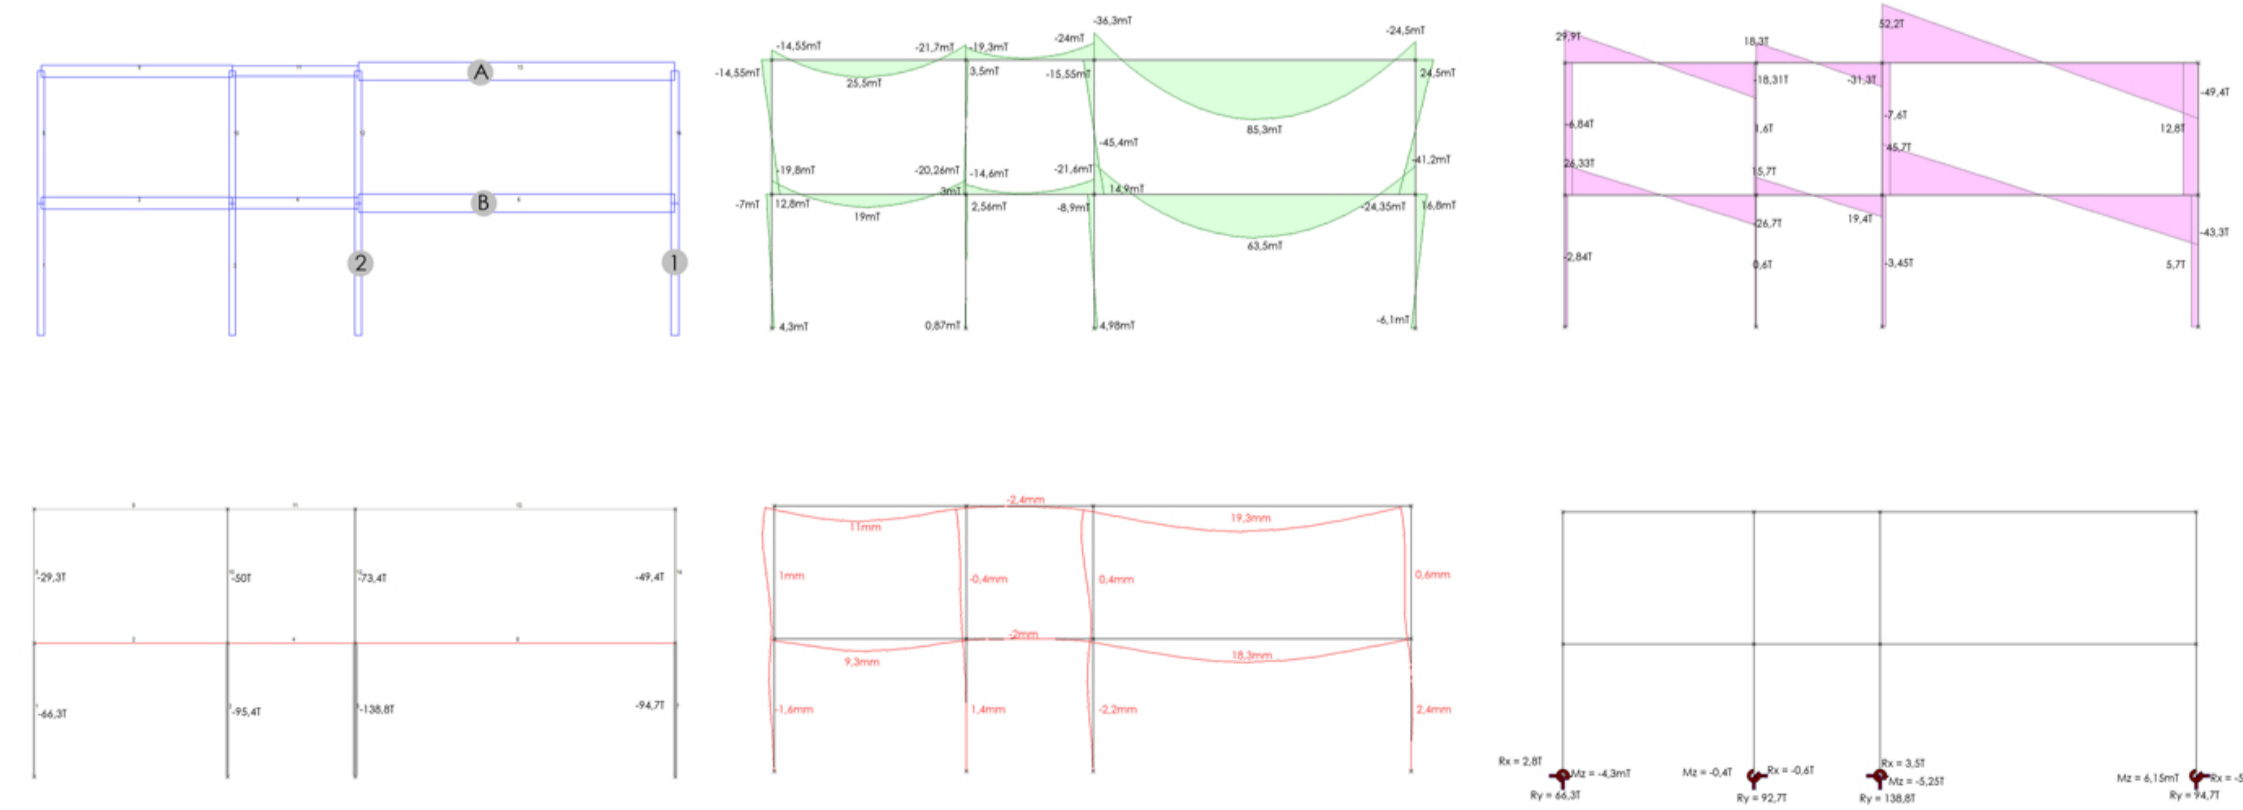 A
B
2
1
-36,3mT
-24mT
-24,5mT
-14,55mT
-21,7mT
-19,3mT
-14,55mT
25,5mT
3,5mT
-15,55mT
24,5mT
85,3mT
-45,4mT
-41,2mT
-19,8mT
-20,26mT
-14,6mT
-21,6mT
3mT
14,9mT
-7mT
12,8mT
19mT
2,56mT
-8,9mT
-24,35mT
16,8mT
63,5mT
4,3mT
0,87mT
4,98mT
-6,1mT
52,2T
29,9T
18,3T
-18,31T
-31,3T
-49,4T
-6,84T
1,6T
-7,6T
12,8T
26,33T
15,7T
45,7T
-26,7T
19,4T
-43,3T
-2,84T
0,6T
-3,45T
5,7T
-29,3T
-50T
-73,4T
-49,4T
-66,3T
-95,4T
-138,8T
-94,7T
-2,4mm
11mm
19,3mm
1mm
-0,4mm
0,4mm
0,6mm
-2mm
9,3mm
18,3mm
-1,6mm
1,4mm
-2,2mm
2,4mm
Rx = 2,8T
Mz = -4,3mT
Ry = 66,3T
Mz = -0,4T
Rx = -0,6T
Ry = 92,7T
Rx = 3,5T
Mz = -5,25T
Ry = 138,8T
Mz = 6,15mT
Rx = -5
Ry = 94,7T